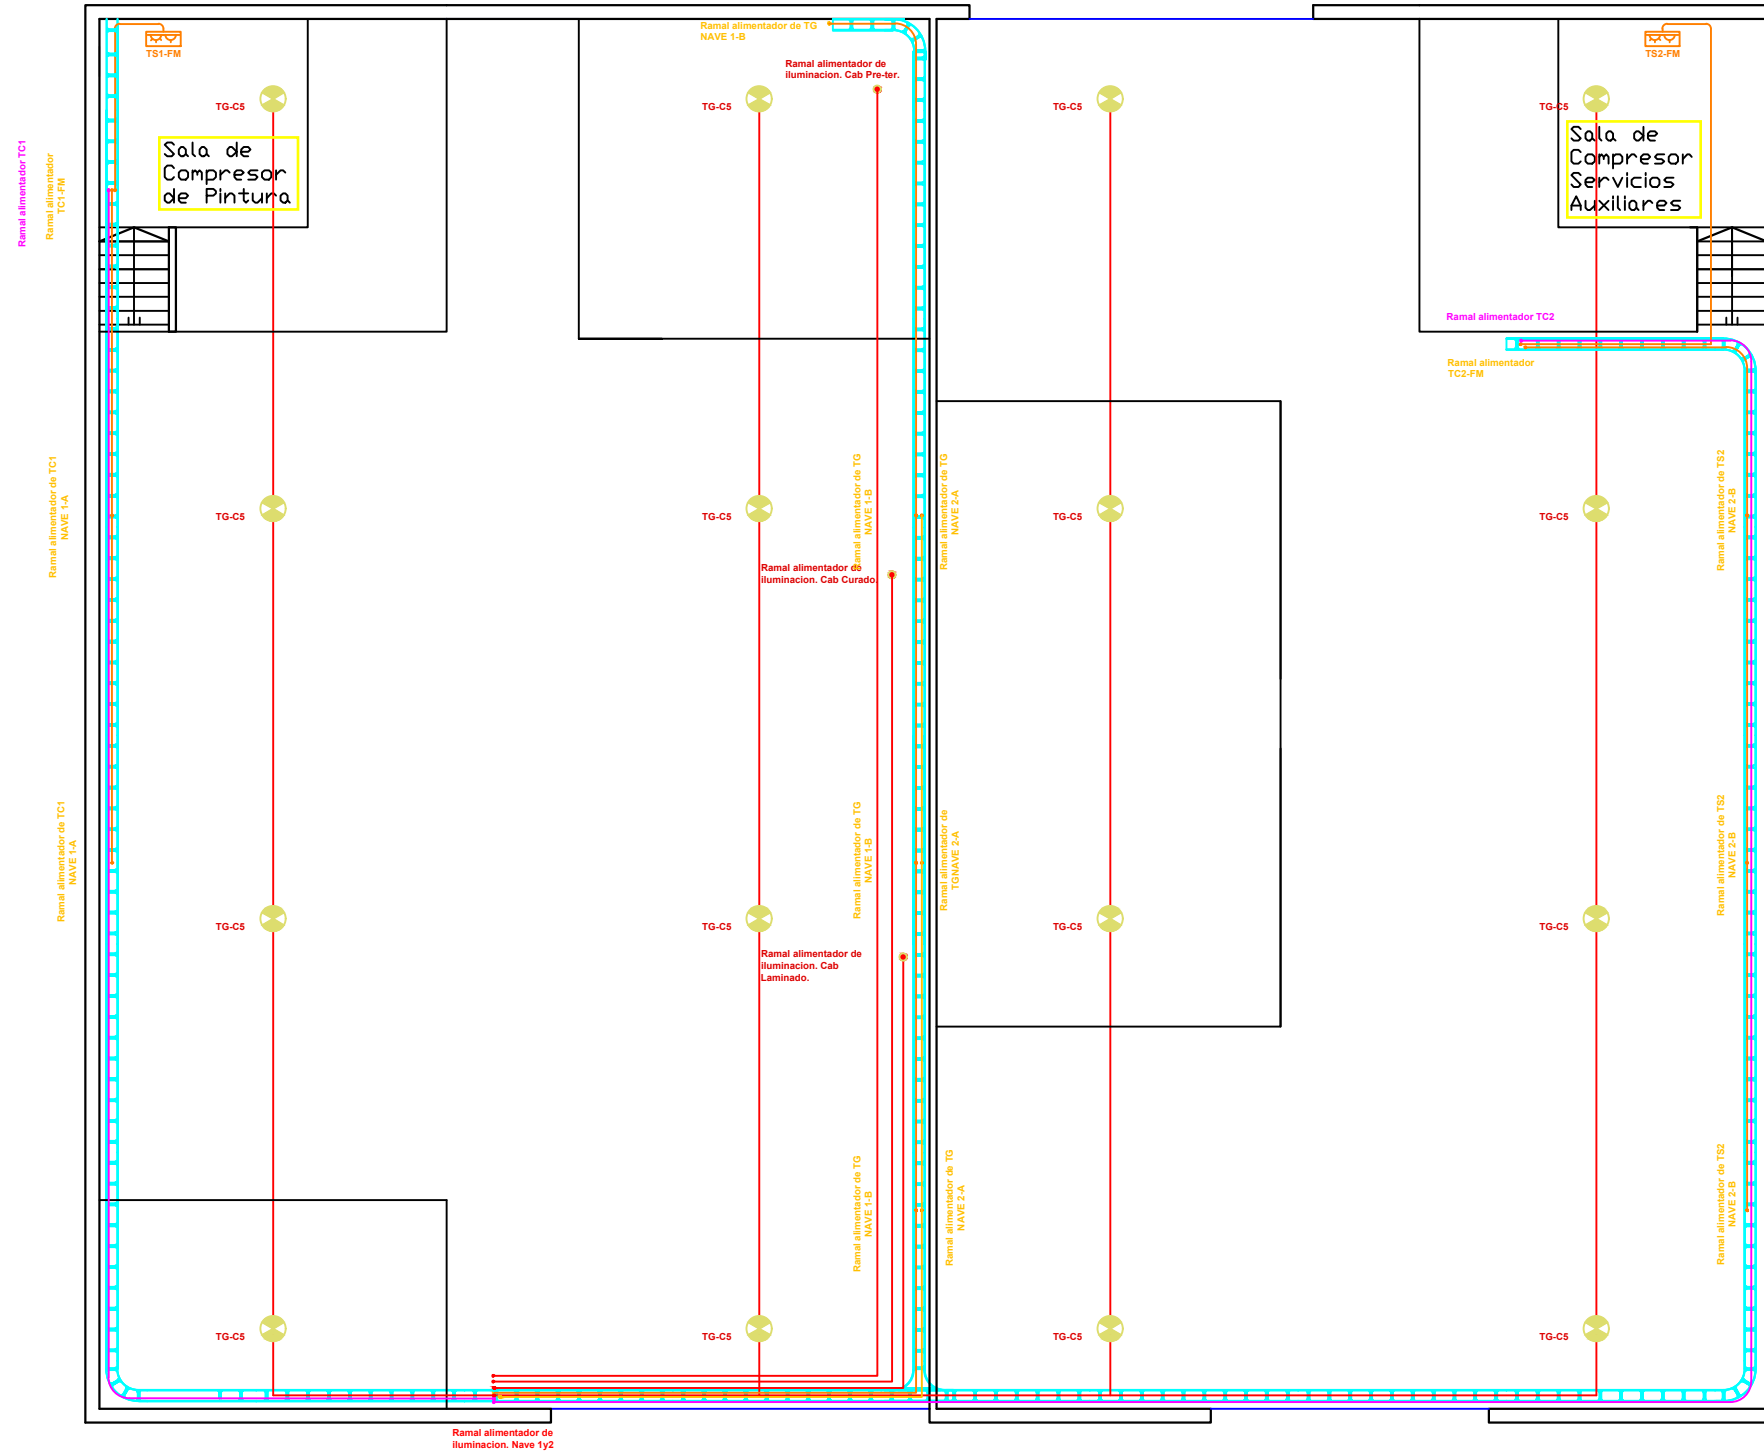 Ramal alimentador de TG
NAVE 1-B
TS1-FM
TS2-FM
Ramal alimentador de
iluminacion. Cab Pre-ter.
TG-C5
TG-C5
TG-C5
TG-C5
Sala de
Compresor
de Pintura
Sala de
Compresor
Servicios
Auxiliares
Ramal alimentador TC1
Ramal alimentador
TC1-FM
Ramal alimentador TC2
Ramal alimentador
TC2-FM
Ramal alimentador de TC1
NAVE 1-A
Ramal alimentador de TG
NAVE 1-B
Ramal alimentador de TG
NAVE 2-A
Ramal alimentador de TS2
NAVE 2-B
TG-C5
TG-C5
TG-C5
TG-C5
Ramal alimentador de
iluminacion. Cab Curado.
Ramal alimentador de TC1
NAVE 1-A
Ramal alimentador de TG
NAVE 1-B
Ramal alimentador de
TGNAVE 2-A
Ramal alimentador de TS2
NAVE 2-B
TG-C5
TG-C5
TG-C5
TG-C5
Ramal alimentador de
iluminacion. Cab
Laminado.
Ramal alimentador de TG
NAVE 1-B
Ramal alimentador de TG
NAVE 2-A
Ramal alimentador de TS2
NAVE 2-B
TG-C5
TG-C5
TG-C5
TG-C5
Ramal alimentador de
iluminacion. Nave 1y2